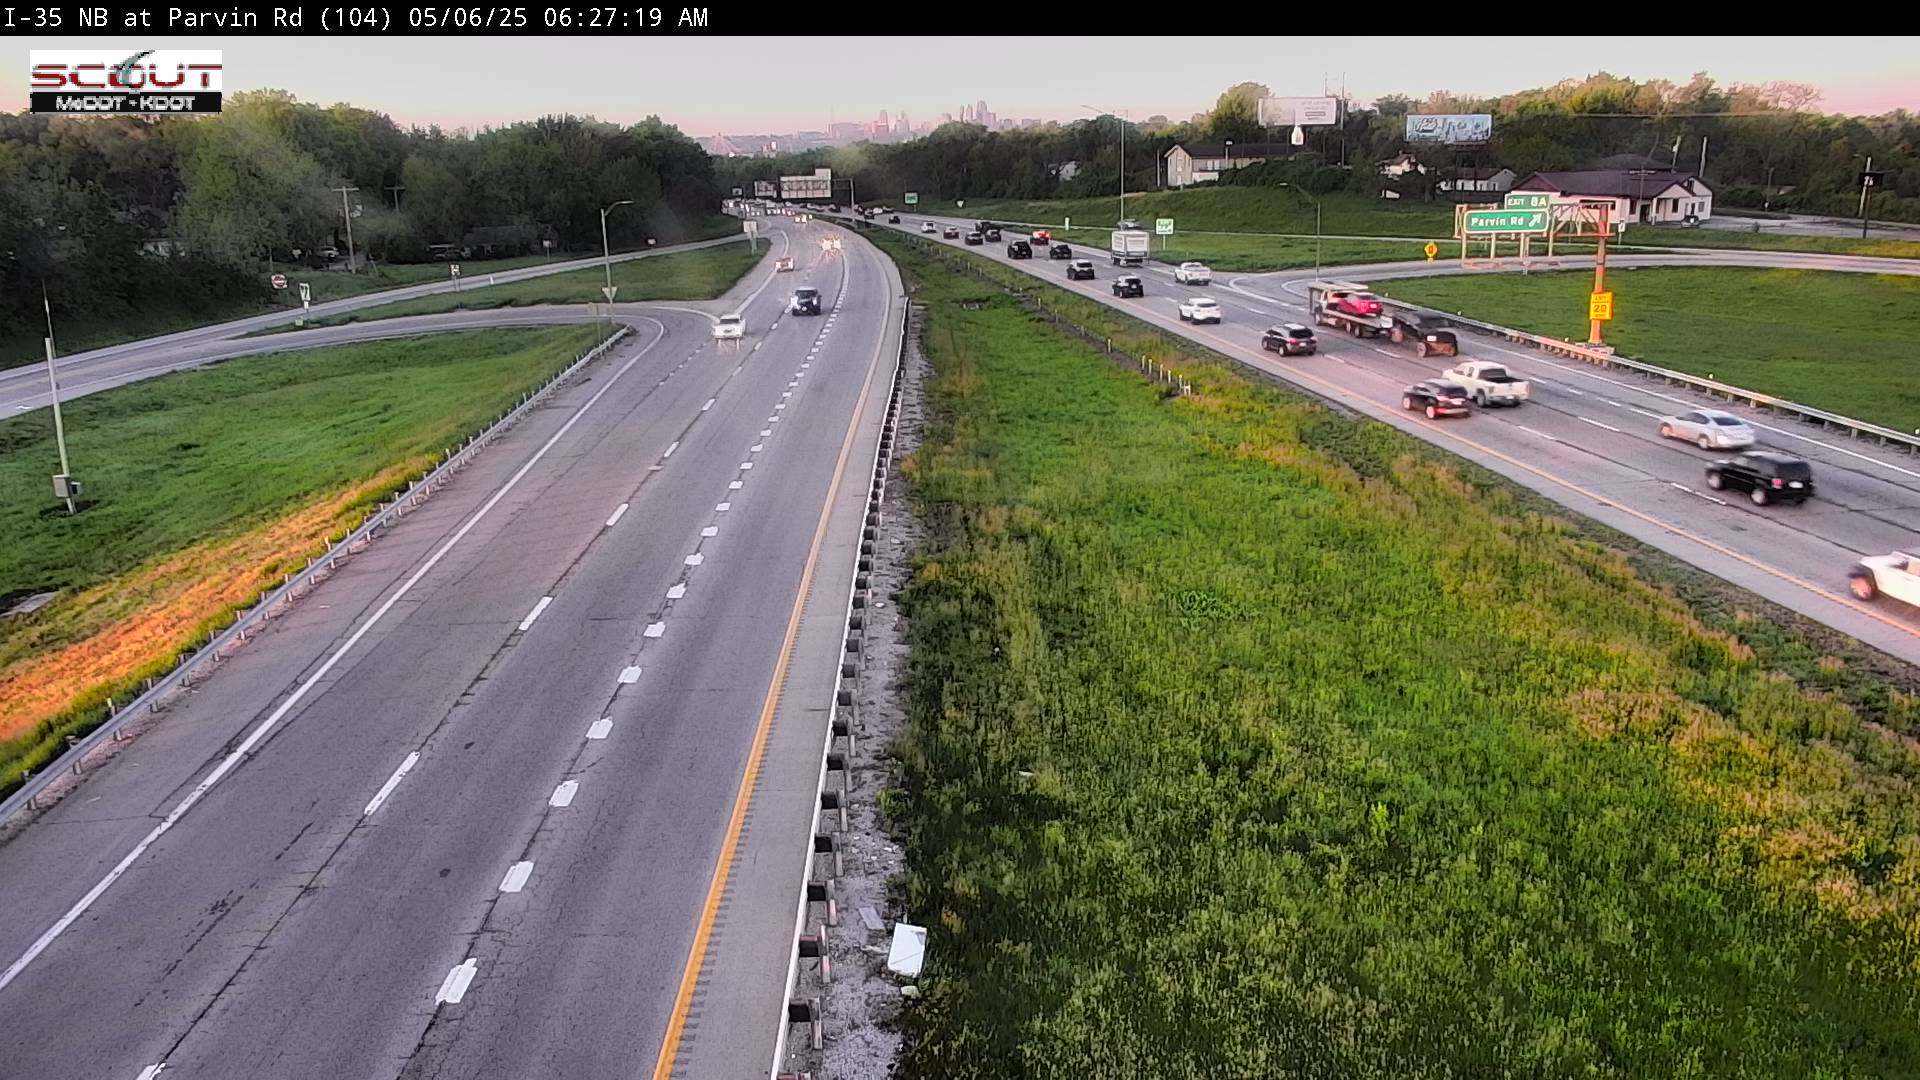 I-35 NB at Parvin Rd (104) 05/06/25 06:27:19 AM
SCOUT
MoDOT - KDOT
EXIT 8A
Parvin Rd
EXIT
20